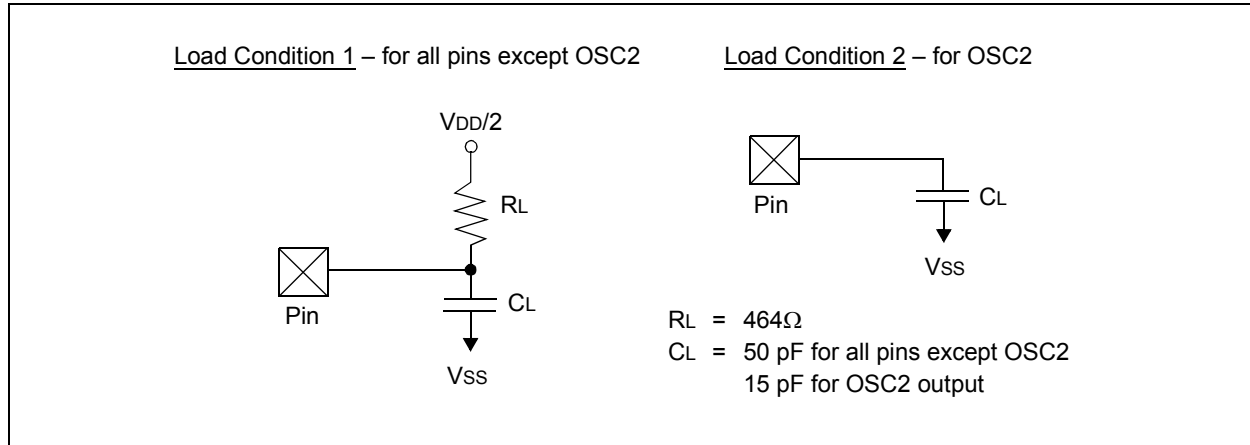 Load Condition 1 – for all pins except OSC2
VDD/2
RL
Pin
CL
VSS
Load Condition 2 – for OSC2
Pin
CL
VSS
RL = 464Ω
CL = 50 pF for all pins except OSC2
15 pF for OSC2 output